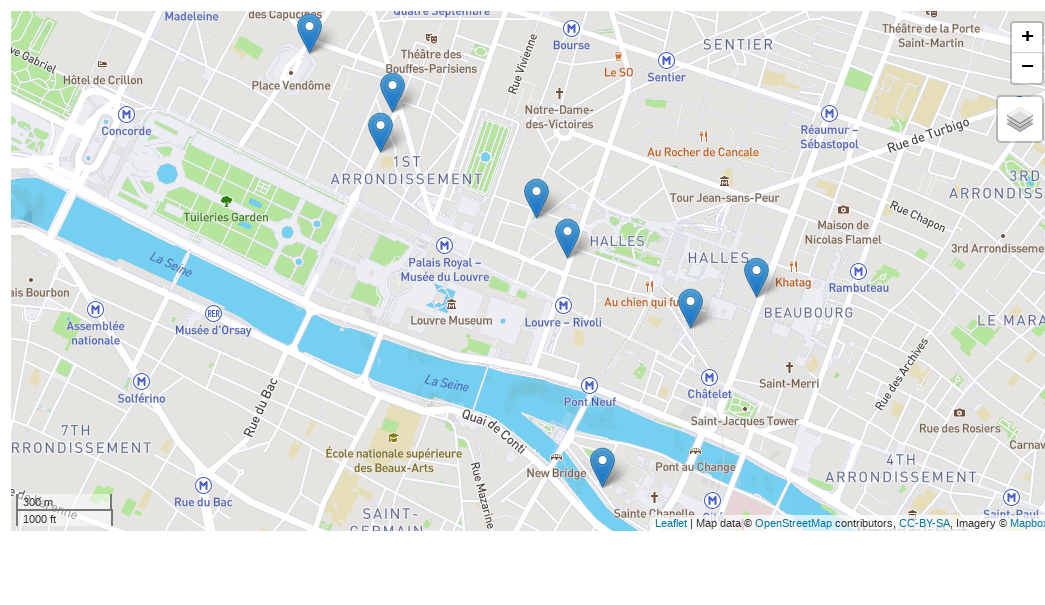 Madeleine
des Capucines
Quatre Septembre
Théâtre de la Porte
Saint-Martin
Bourse
SENTIER
+
−
Théâtre des
Bouffes-Parisiens
Rue Vivienne
Le SO
Sentier
Hôtel de Crillon
Place Vendôme
Notre-Dame-
des-Victoires
Concorde
Réaumur –
Sébastopol
Rue de Turbigo
Au Rocher de Cancale
1ST
ARRONDISSEMENT
3RD
ARRONDISS
Tour Jean-sans-Peur
Tuileries Garden
Rue Chapon
Maison de
Nicolas Flamel
HALLES
HALLES
3rd Arrondisseme
La Seine
Palais Royal –
Musée du Louvre
Khatag
Rambuteau
ais Bourbon
Au chien qui fu
BEAUBOURG
LE MARA
Assemblée
nationale
RER
Musée d'Orsay
Louvre Museum
Louvre – Rivoli
Rue des Archives
Solférino
Rue du Bac
La Seine
Saint-Merri
Châtelet
Pont Neuf
Quai de Conti
Saint-Jacques Tower
Rue des Rosiers
7TH
RRONDISSEMENT
École nationale supérieure
des Beaux-Arts
Carnav
4TH
ARRONDISSEMENT
New Bridge
Pont au Change
Rue Mazarine
Rue du Bac
300 m
1000 ft
Sainte Chapelle
Saint-Paul
SAINT-
GERMAIN
Leaflet | Map data © OpenStreetMap contributors, CC-BY-SA, Imagery © Mapbox